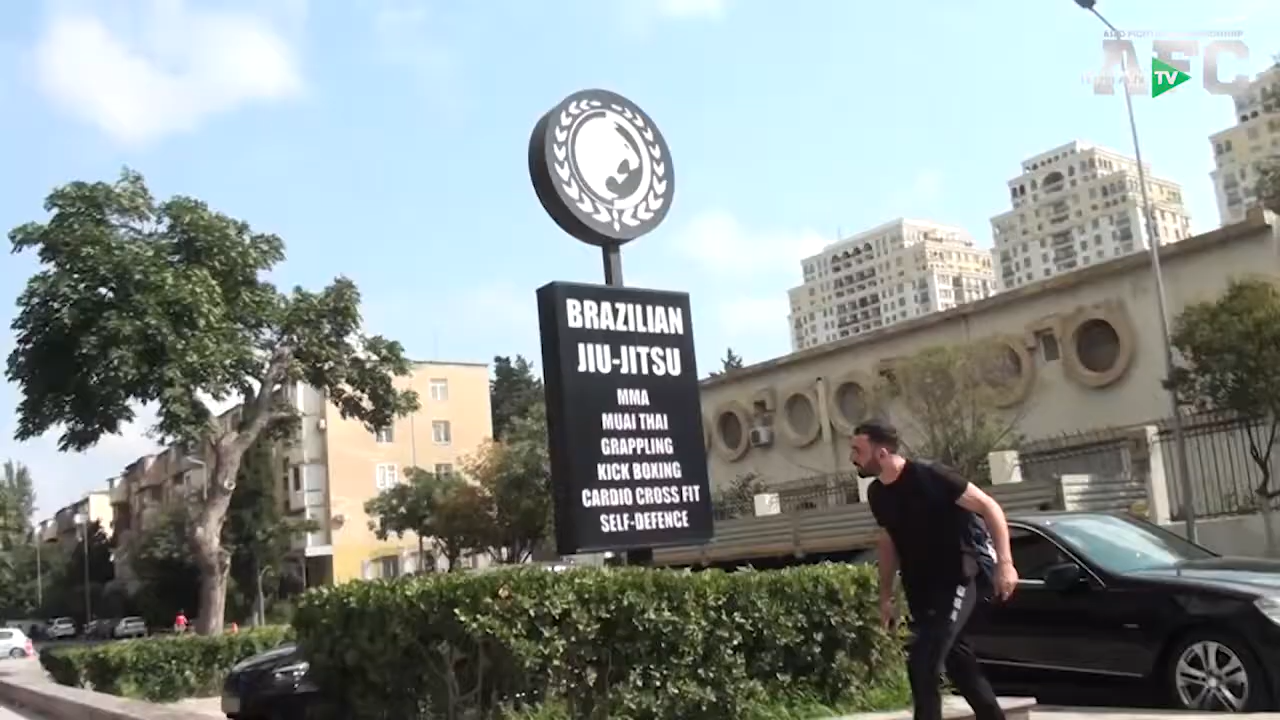 AFC
TV
BRAZILIAN
JIU-JITSU
MMA
MUAI THAI
GRAPPLING
KICK BOXING
CARDIO CROSS FIT
SELF-DEFENCE